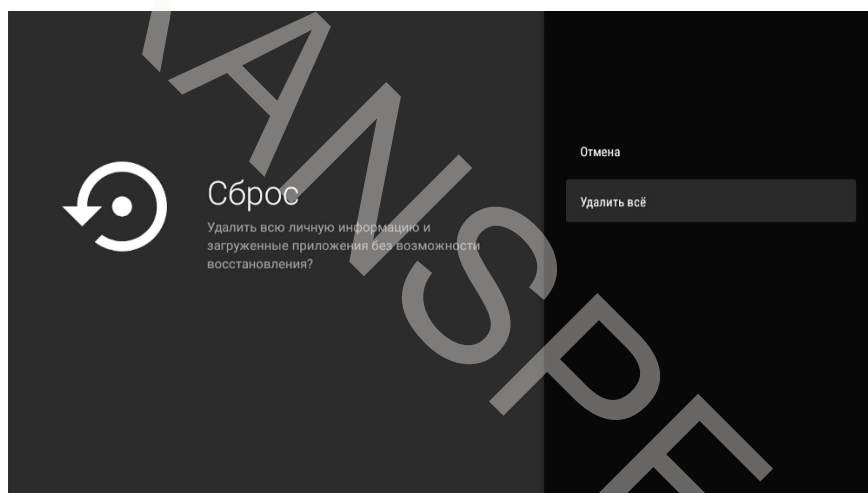 Сброс
Удалить всю личную информацию и
загруженные приложения без возможности
восстановления?
Отмена
Удалить всё